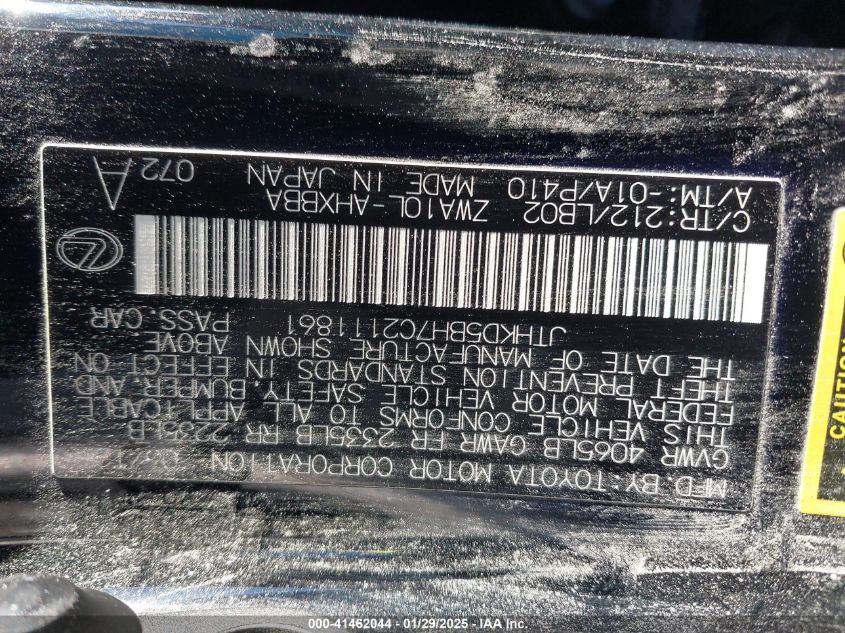 MFD. BY: TOYOTA MOTOR CORPORATION
GVWR 4065LB GAWR FR 2335LB RR 2235LB
THIS VEHICLE CONFORMS TO ALL APPLICABLE
FEDERAL MOTOR VEHICLE SAFETY, BUMPER, AND
THEFT PREVENTION STANDARDS IN EFFECT ON
THE DATE OF MANUFACTURE SHOWN ABOVE.
JTHKD5BH7C2111861 PASS. CAR
C/TR: 212/LB02 ZWA10L-AHXBBA
A/TM: -01A/P410 MADE IN JAPAN 072
A
CAUTION
000-41462044 / 01/29/2025 - IAA Inc.